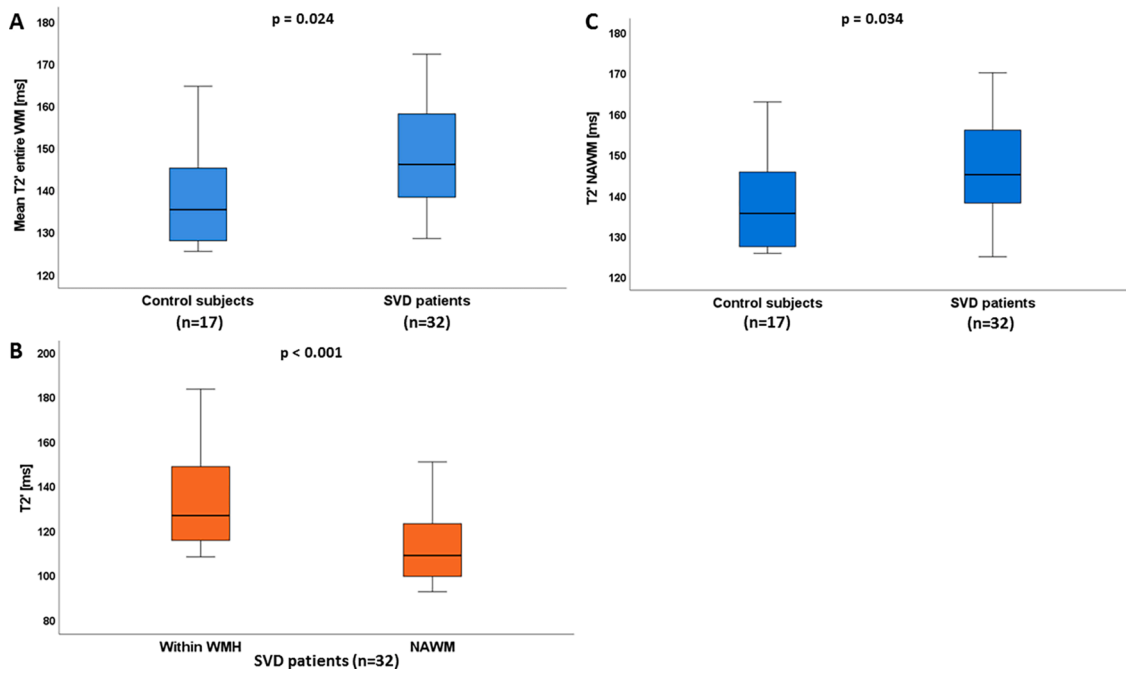 A
p = 0.024
Mean T2' entire WM [ms]
180
170
160
150
140
130
120
Control subjects
(n=17)
SVD patients
(n=32)
C
p = 0.034
T2' NAWM [ms]
180
170
160
150
140
130
120
Control subjects
(n=17)
SVD patients
(n=32)
B
p < 0.001
T2' [ms]
200
180
160
140
120
100
80
Within WMH
NAWM
SVD patients (n=32)